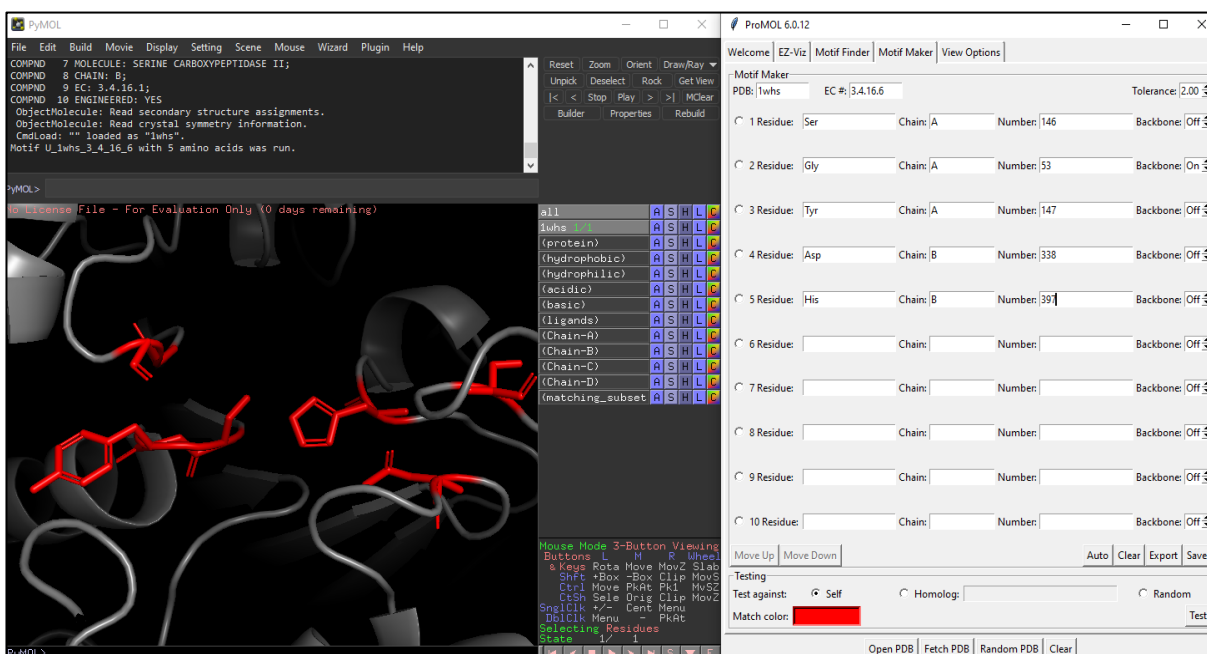 PyMOL
File Edit Build Movie Display Setting Scene Mouse Wizard Plugin Help
COMPND 7 MOLECULE: SERINE CARBOXYPEPTIDASE II;
COMPND 8 CHAIN: B;
COMPND 9 EC: 3.4.16.1;
COMPND 10 ENGINEERED: YES
ObjectMolecule: Read secondary structure assignments.
ObjectMolecule: Read crystal symmetry information.
CmdLoad: "" loaded as "1whs".
Motif U_1whs_3_4_16_6 with 5 amino acids was run.
PyMOL>
Reset Zoom Orient Draw/Ray
Unpick Deselect Rock Get View
|< < Stop Play > >| MClear
Builder Properties Rebuild
No License File - For Evaluation Only (0 days remaining)
all A S H L C
1whs 1/1 A S H L C
(protein) A S H L C
(hydrophobic) A S H L C
(hydrophilic) A S H L C
(acidic) A S H L C
(basic) A S H L C
(ligands) A S H L C
(Chain-A) A S H L C
(Chain-B) A S H L C
(Chain-C) A S H L C
(Chain-D) A S H L C
(matching_subset A S H L C
Mouse Mode 3-Button Viewing
Buttons L M R Wheel
& Keys Rota Move MovZ Slab
Shft +Box -Box Clip MovS
Ctrl Move PkAt Pk1 MvSZ
CtSh Sele Orig Clip MovZ
SnglClk +/- Cent Menu
DblClk Menu - PkAt
Selecting Residues
State 1/ 1
S F
PyMOL>
ProMOL 6.0.12
Welcome EZ-Viz Motif Finder Motif Maker View Options
Motif Maker
PDB: 1whs EC #: 3.4.16.6 Tolerance: 2.00
1 Residue: Ser Chain: A Number: 146 Backbone: Off
2 Residue: Gly Chain: A Number: 53 Backbone: On
3 Residue: Tyr Chain: A Number: 147 Backbone: Off
4 Residue: Asp Chain: B Number: 338 Backbone: Off
5 Residue: His Chain: B Number: 397 Backbone: Off
6 Residue: Chain: Number: Backbone: Off
7 Residue: Chain: Number: Backbone: Off
8 Residue: Chain: Number: Backbone: Off
9 Residue: Chain: Number: Backbone: Off
10 Residue: Chain: Number: Backbone: Off
Move Up Move Down Auto Clear Export Save
Testing
Test against: Self Homolog: Random
Match color: Test
Open PDB Fetch PDB Random PDB Clear